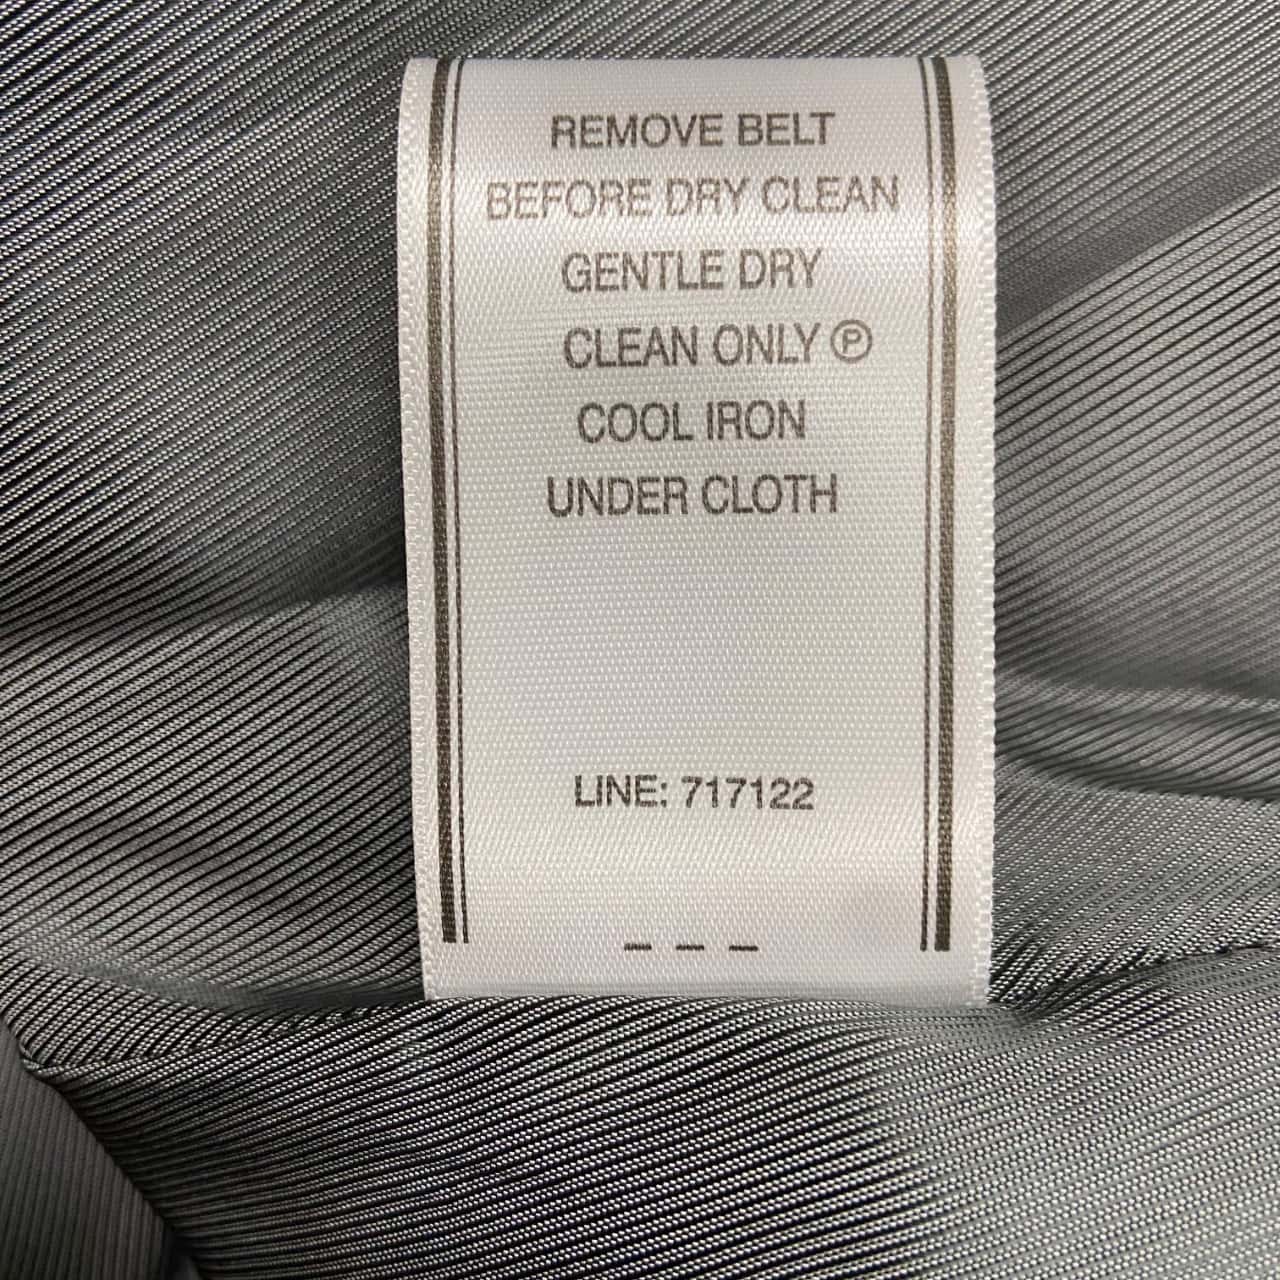 REMOVE BELT
BEFORE DRY CLEAN
GENTLE DRY
CLEAN ONLY Ⓟ
COOL IRON
UNDER CLOTH
LINE: 717122
– – –